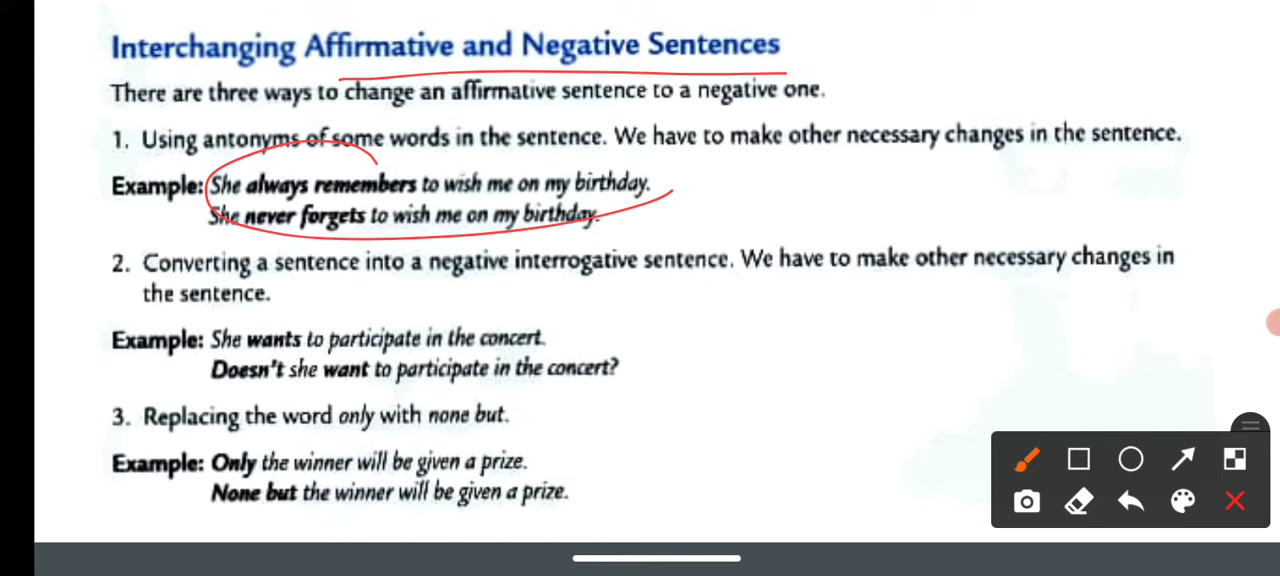 Interchanging Affirmative and Negative Sentences
There are three ways to change an affirmative sentence to a negative one.
1. Using antonyms of some words in the sentence. We have to make other necessary changes in the sentence.
Example: She always remembers to wish me on my birthday.
She never forgets to wish me on my birthday.
2. Converting a sentence into a negative interrogative sentence. We have to make other necessary changes in
the sentence.
Example: She wants to participate in the concert.
Doesn't she want to participate in the concert?
3. Replacing the word only with none but.
Example: Only the winner will be given a prize.
None but the winner will be given a prize.